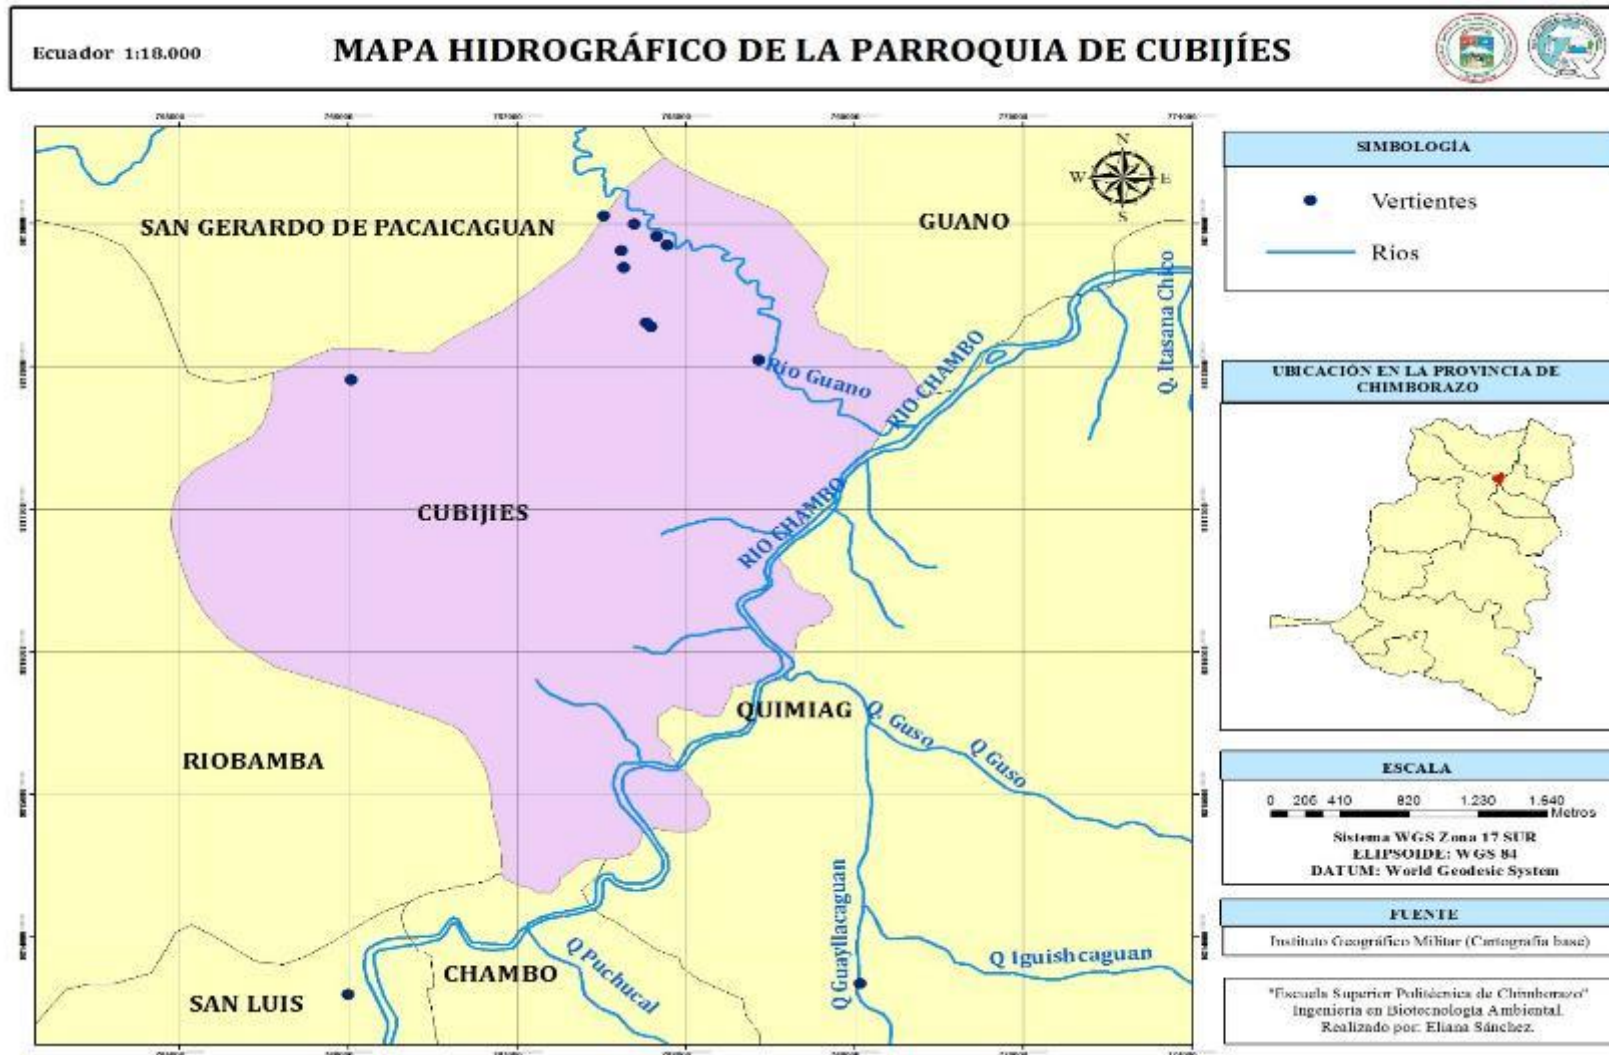 Ecuador 1:18.000
MAPA HIDROGRÁFICO DE LA PARROQUIA DE CUBIJÍES
N
W
E
S
SAN GERARDO DE PACAICAGUAN
GUANO
Q. Itasana Chico
RIO CHAMBO
Río Guano
CUBIJIES
RIO CHAMBO
QUIMIAG
Q. Guso
Q Guso
RIOBAMBA
Q Guayllacaguan
Q Iguishcaguan
Q Puchucal
CHAMBO
SAN LUIS
SIMBOLOGÍA
Vertientes
Ríos
UBICACIÓN EN LA PROVINCIA DE
CHIMBORAZO
ESCALA
0 205 410 820 1.230 1.640
Metros
Sistema WGS Zona 17 SUR
ELIPSOIDE: WGS 84
DATUM: World Geodesic System
FUENTE
Instituto Geográfico Militar (Cartografía base)
"Escuela Superior Politécnica de Chimborazo"
Ingeniería en Biotecnología Ambiental.
Realizado por: Eliana Sánchez.